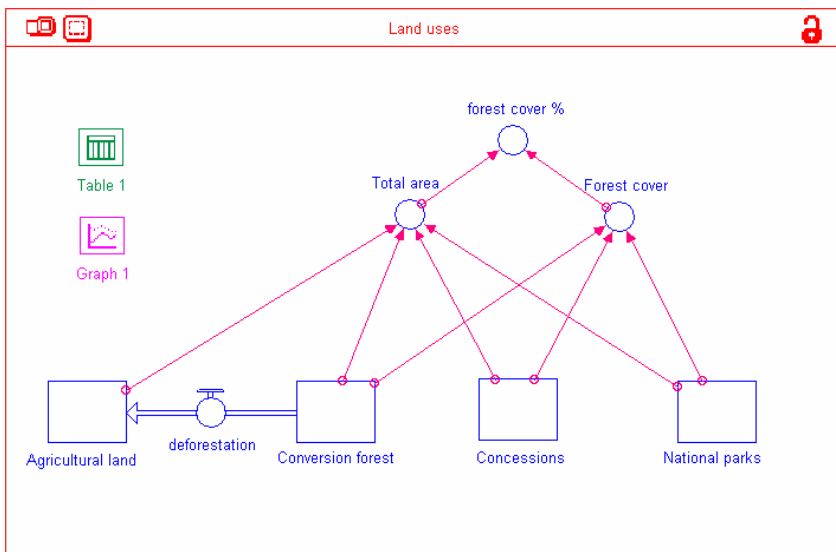 Land uses
forest cover %
Table 1
Total area
Forest cover
Graph 1
deforestation
Agricultural land
Conversion forest
Concessions
National parks